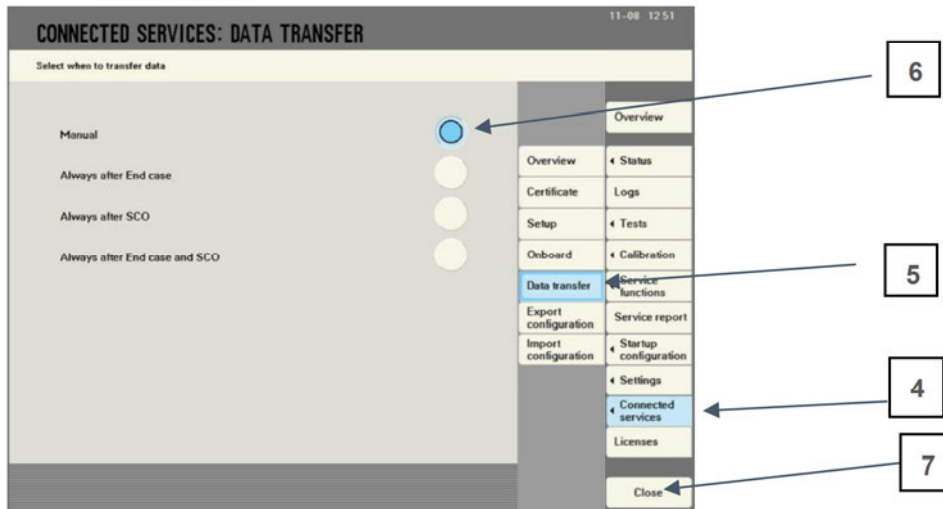 11-08 12 51
CONNECTED SERVICES: DATA TRANSFER
Select when to transfer data
Manual
Always after End case
Always after SCO
Always after End case and SCO
Overview
Certificate
Setup
Onboard
Data transfer
Export
configuration
Import
configuration
Overview
Status
Logs
Tests
Calibration
Service
functions
Service report
Startup
configuration
Settings
Connected
services
Licenses
Close
6
5
4
7